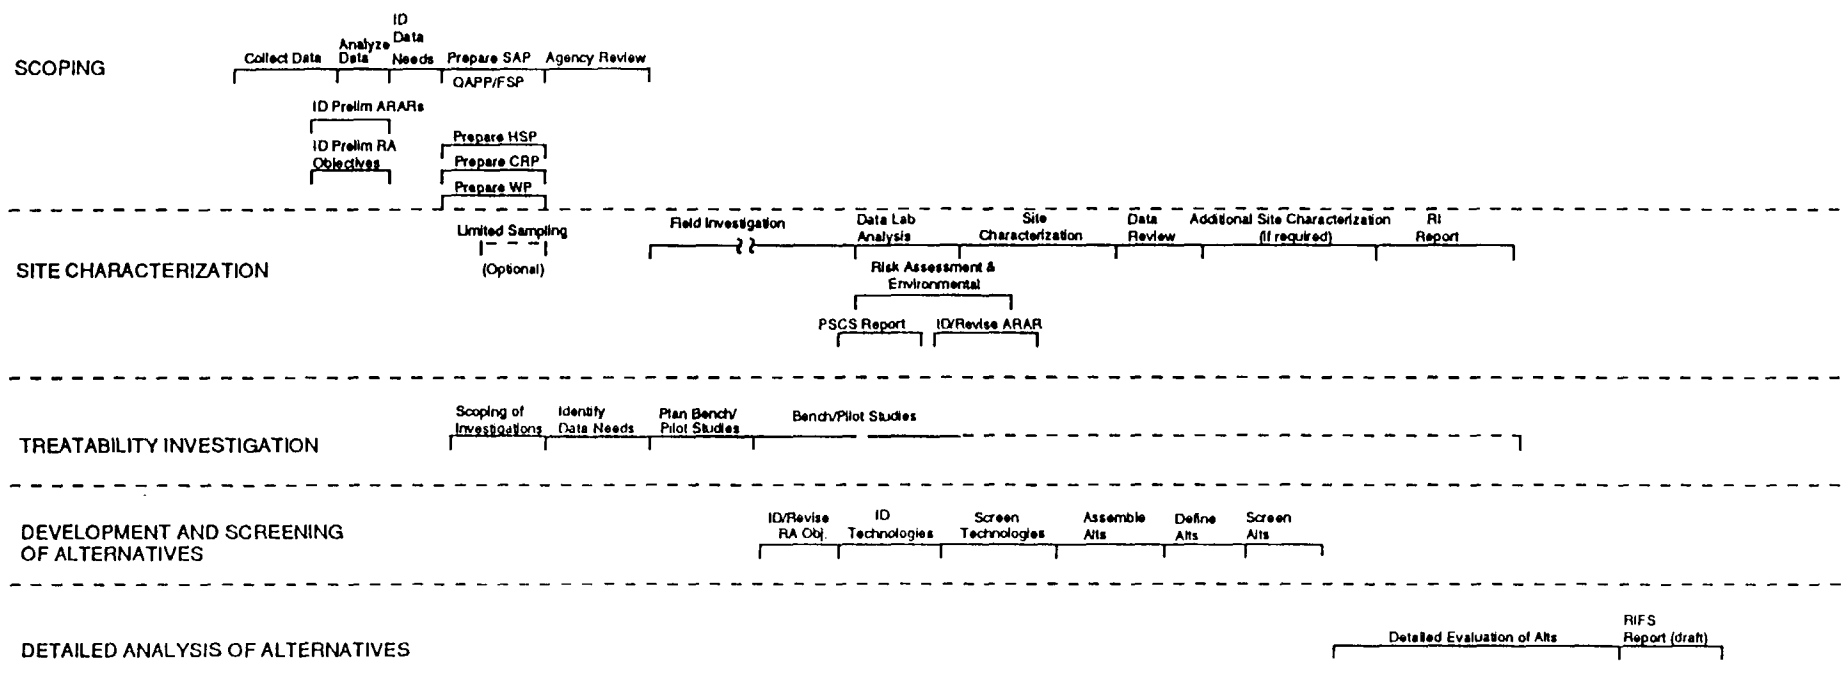 SCOPING
Collect Data
Analyze
Data
ID
Data
Needs
Prepare SAP
QAPP/FSP
Agency Review
ID Prelim ARARs
ID Prelim RA
Objectives
Prepare HSP
Prepare CRP
Prepare WP
SITE CHARACTERIZATION
Limited Sampling
(Optional)
Field Investigation
Data Lab
Analysis
Site
Characterization
Data
Review
Additional Site Characterization
(If required)
RI
Report
Risk Assessment &
Environmental
PSCS Report
ID/Revise ARAR
TREATABILITY INVESTIGATION
Scoping of
Investigations
Identify
Data Needs
Plan Bench/
Pilot Studies
Bench/Pilot Studies
DEVELOPMENT AND SCREENING
OF ALTERNATIVES
ID/Revise
RA Obj.
ID
Technologies
Screen
Technologies
Assemble
Alts
Define
Alts
Screen
Alts
DETAILED ANALYSIS OF ALTERNATIVES
Detailed Evaluation of Alts
RIFS
Report (draft)